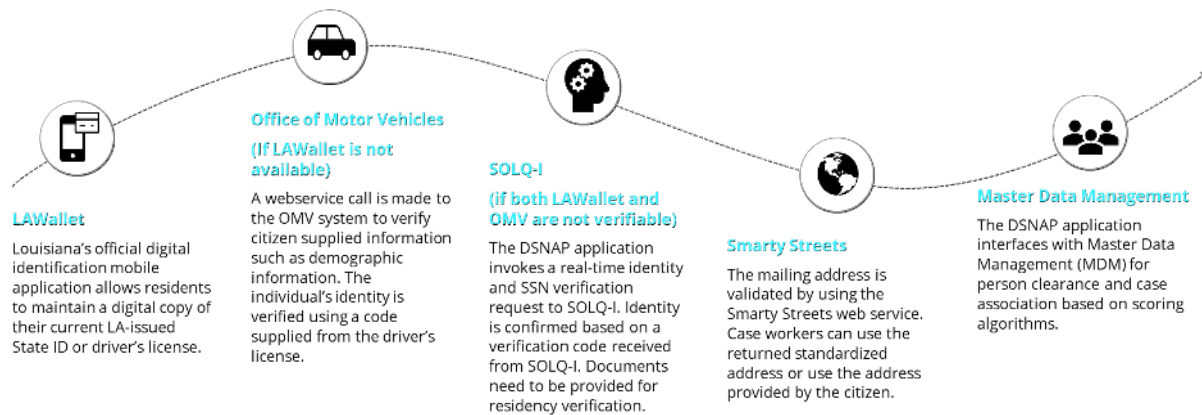 LAWallet
Louisiana's official digital
identification mobile
application allows residents
to maintain a digital copy of
their current LA-issued
State ID or driver's license.
Office of Motor Vehicles
(If LAWallet is not
available)
A webservice call is made to
the OMV system to verify
citizen supplied information
such as demographic
information. The
individual's identity is
verified using a code
supplied from the driver's
license.
SOLQ-I
(if both LAWallet and
OMV are not verifiable)
The DSNAP application
invokes a real-time identity
and SSN verification
request to SOLQ-I. Identity
is confirmed based on a
verification code received
from SOLQ-I. Documents
need to be provided for
residency verification.
Smarty Streets
The mailing address is
validated by using the
Smarty Streets web service.
Case workers can use the
returned standardized
address or use the address
provided by the citizen.
Master Data Management
The DSNAP application
interfaces with Master Data
Management (MDM) for
person clearance and case
association based on scoring
algorithms.